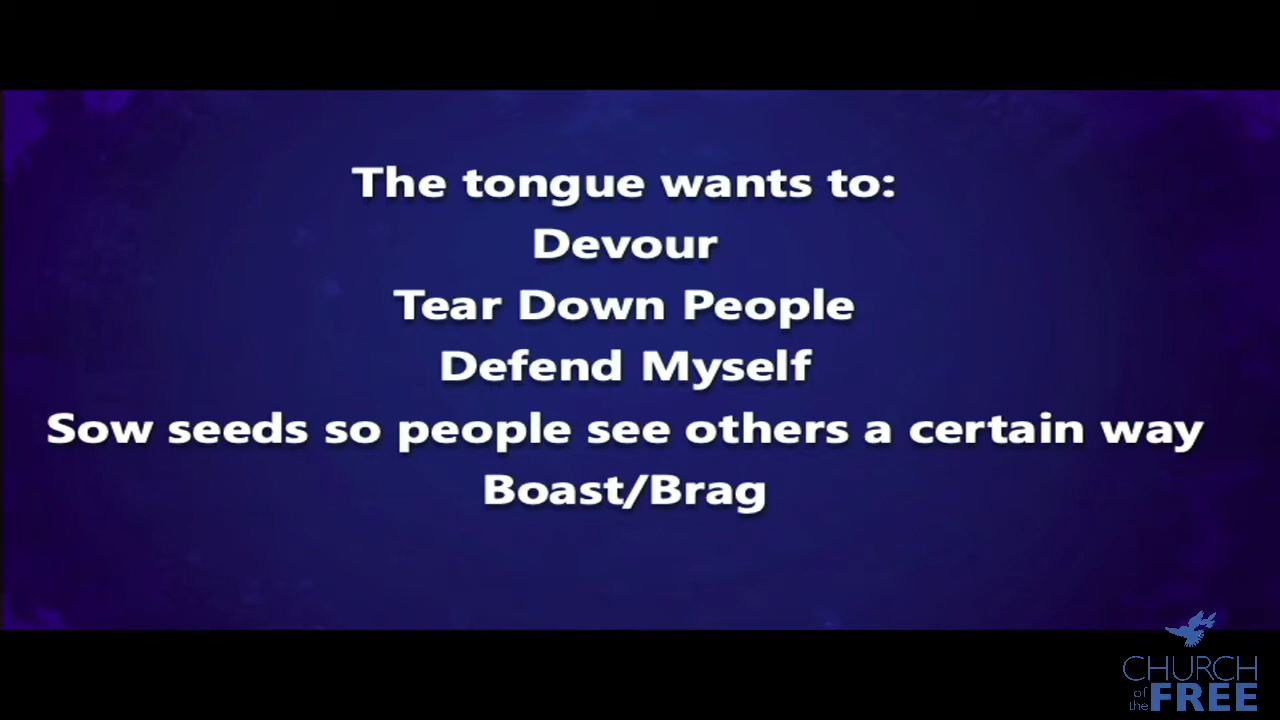 The tongue wants to:
Devour
Tear Down People
Defend Myself
Sow seeds so people see others a certain way
Boast/Brag
CHURCH
of the FREE